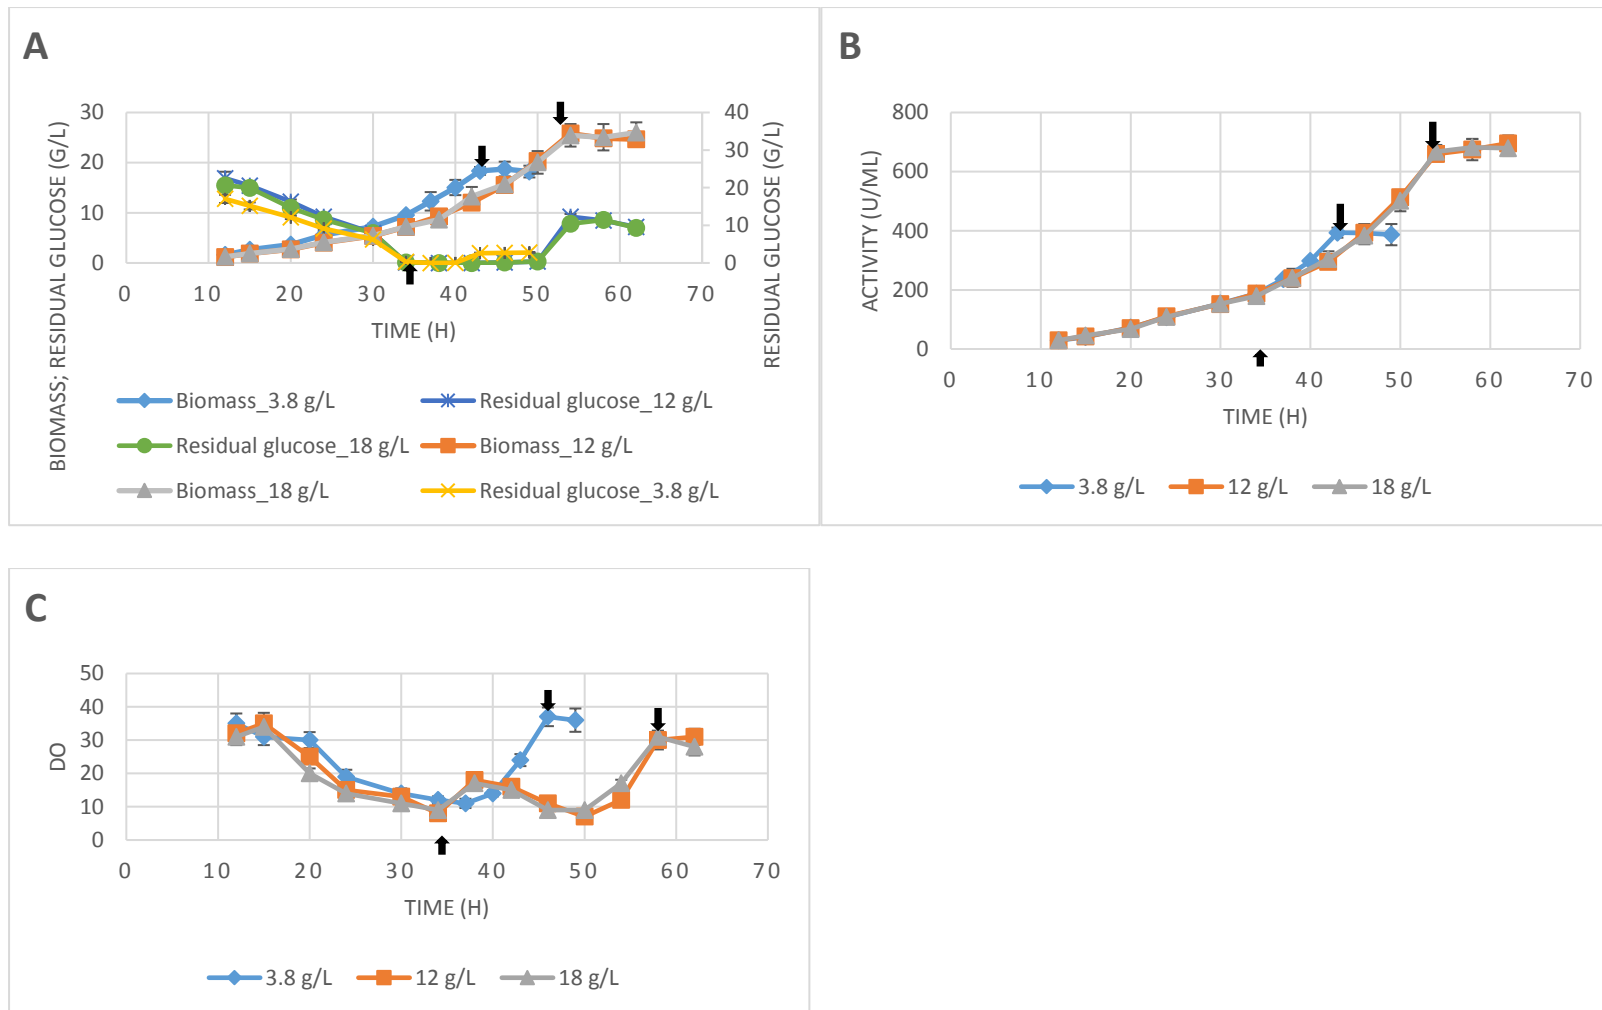 A
BIOMASS; RESIDUAL GLUCOSE (G/L)
30
20
10
0
40
30
20
10
0
RESIDUAL GLUCOSE (G/L)
0 10 20 30 40 50 60 70
TIME (H)
Biomass_3.8 g/L Residual glucose_12 g/L
Residual glucose_18 g/L Biomass_12 g/L
Biomass_18 g/L Residual glucose_3.8 g/L
B
ACTIVITY (U/ML)
800
600
400
200
0
0 10 20 30 40 50 60 70
TIME (H)
3.8 g/L 12 g/L 18 g/L
C
DO
50
40
30
20
10
0
0 10 20 30 40 50 60 70
TIME (H)
3.8 g/L 12 g/L 18 g/L